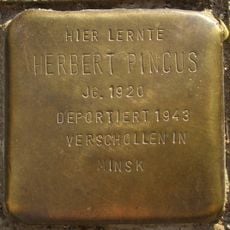 HIER LERNTE
HERBERT PINCUS
JG. 1920
DEPORTIERT 1943
VERSCHOLLEN IN
MINSK